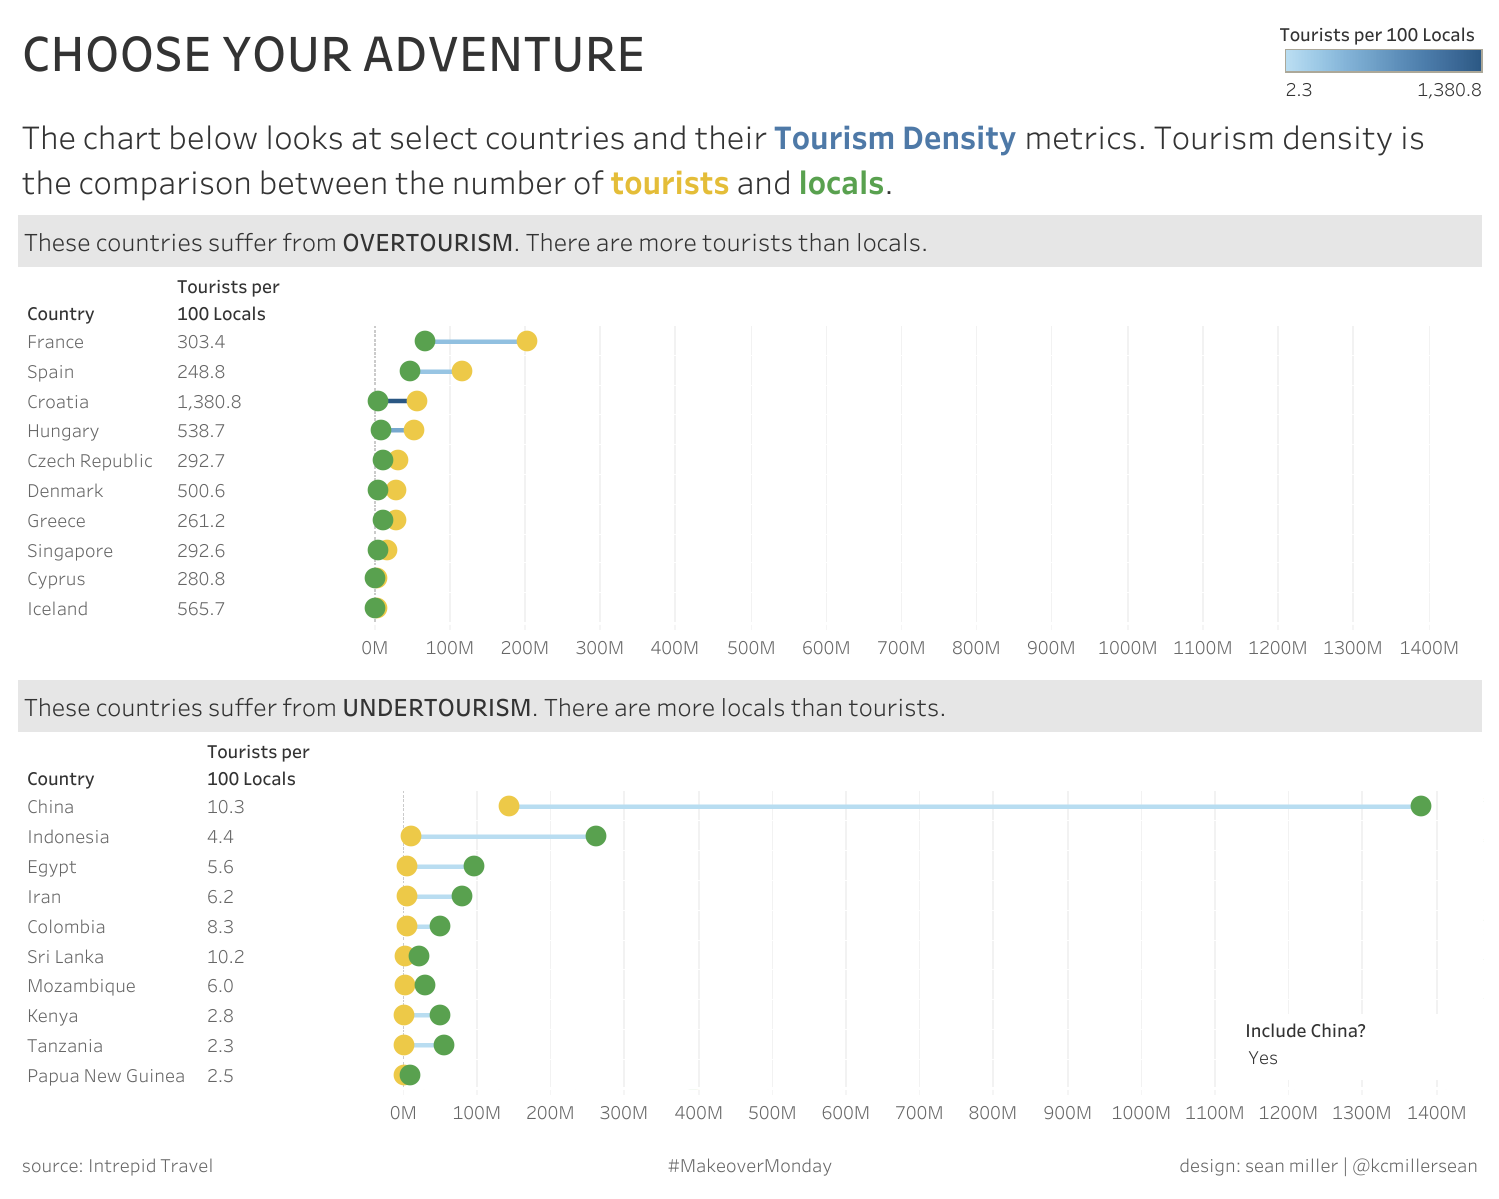 CHOOSE YOUR ADVENTURE
Tourists per 100 Locals
2.3 1,380.8
The chart below looks at select countries and their Tourism Density metrics. Tourism density is
the comparison between the number of tourists and locals.
These countries suffer from OVERTOURISM. There are more tourists than locals.
Tourists per
Country 100 Locals
France 303.4
Spain 248.8
Croatia 1,380.8
Hungary 538.7
Czech Republic 292.7
Denmark 500.6
Greece 261.2
Singapore 292.6
Cyprus 280.8
Iceland 565.7
0M 100M 200M 300M 400M 500M 600M 700M 800M 900M 1000M 1100M 1200M 1300M 1400M
These countries suffer from UNDERTOURISM. There are more locals than tourists.
Tourists per
Country 100 Locals
China 10.3
Indonesia 4.4
Egypt 5.6
Iran 6.2
Colombia 8.3
Sri Lanka 10.2
Mozambique 6.0
Kenya 2.8
Tanzania 2.3
Papua New Guinea 2.5
Include China?
Yes
0M 100M 200M 300M 400M 500M 600M 700M 800M 900M 1000M 1100M 1200M 1300M 1400M
source: Intrepid Travel #MakeoverMonday design: sean miller | @kcmillersean